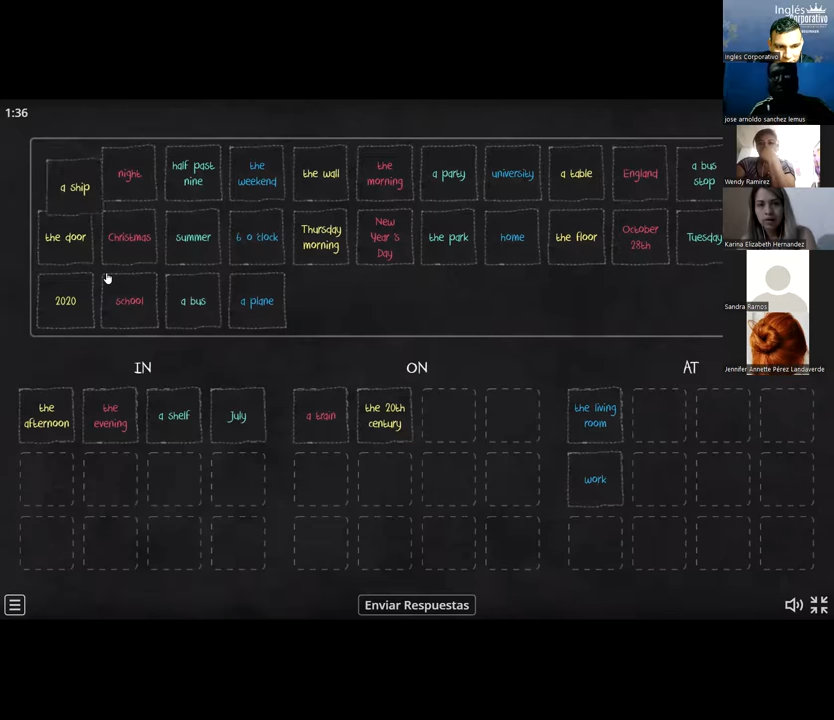 Inglés
Corporativo
BEGINNER
Inglés Corporativo
1:36
jose arnoldo sanchez lemus
a ship
night
half past
nine
the
weekend
the wall
the
morning
a party
university
a table
England
a bus
stop
Wendy Ramirez
the door
Christmas
summer
6 o'clock
Thursday
morning
New
Year's
Day
the park
home
the floor
October
28th
Tuesday
Karina Elizabeth Hernandez
2020
school
a bus
a plane
Sandra Ramos
Jennifer Annette Pérez Landaverde
IN
ON
AT
the
afternoon
the
evening
a shelf
July
a train
the 20th
century
the living
room
work
Enviar Respuestas